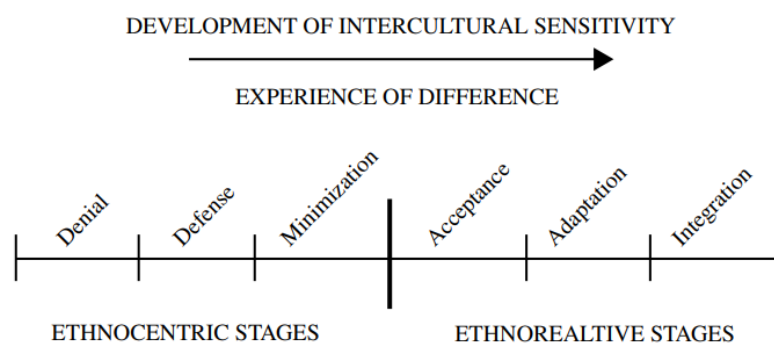 DEVELOPMENT OF INTERCULTURAL SENSITIVITY
EXPERIENCE OF DIFFERENCE
Denial
Defense
Minimization
Acceptance
Adaptation
Integration
ETHNOCENTRIC STAGES
ETHNOREALTIVE STAGES